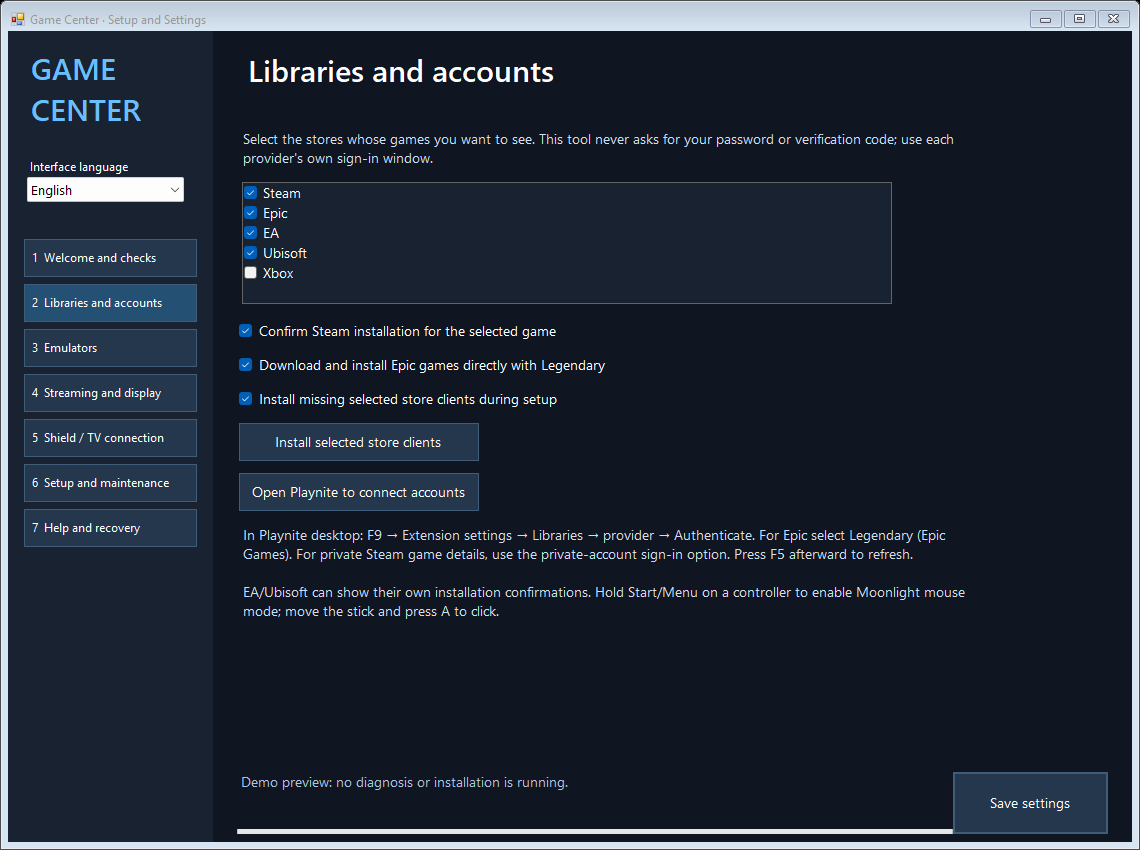 Game Center · Setup and Settings
GAME
CENTER
Interface language
English
1 Welcome and checks
2 Libraries and accounts
3 Emulators
4 Streaming and display
5 Shield / TV connection
6 Setup and maintenance
7 Help and recovery
Libraries and accounts
Select the stores whose games you want to see. This tool never asks for your password or verification code; use each
provider's own sign-in window.
Steam
Epic
EA
Ubisoft
Xbox
Confirm Steam installation for the selected game
Download and install Epic games directly with Legendary
Install missing selected store clients during setup
Install selected store clients
Open Playnite to connect accounts
In Playnite desktop: F9 → Extension settings → Libraries → provider → Authenticate. For Epic select Legendary (Epic
Games). For private Steam game details, use the private-account sign-in option. Press F5 afterward to refresh.
EA/Ubisoft can show their own installation confirmations. Hold Start/Menu on a controller to enable Moonlight mouse
mode; move the stick and press A to click.
Demo preview: no diagnosis or installation is running.
Save settings